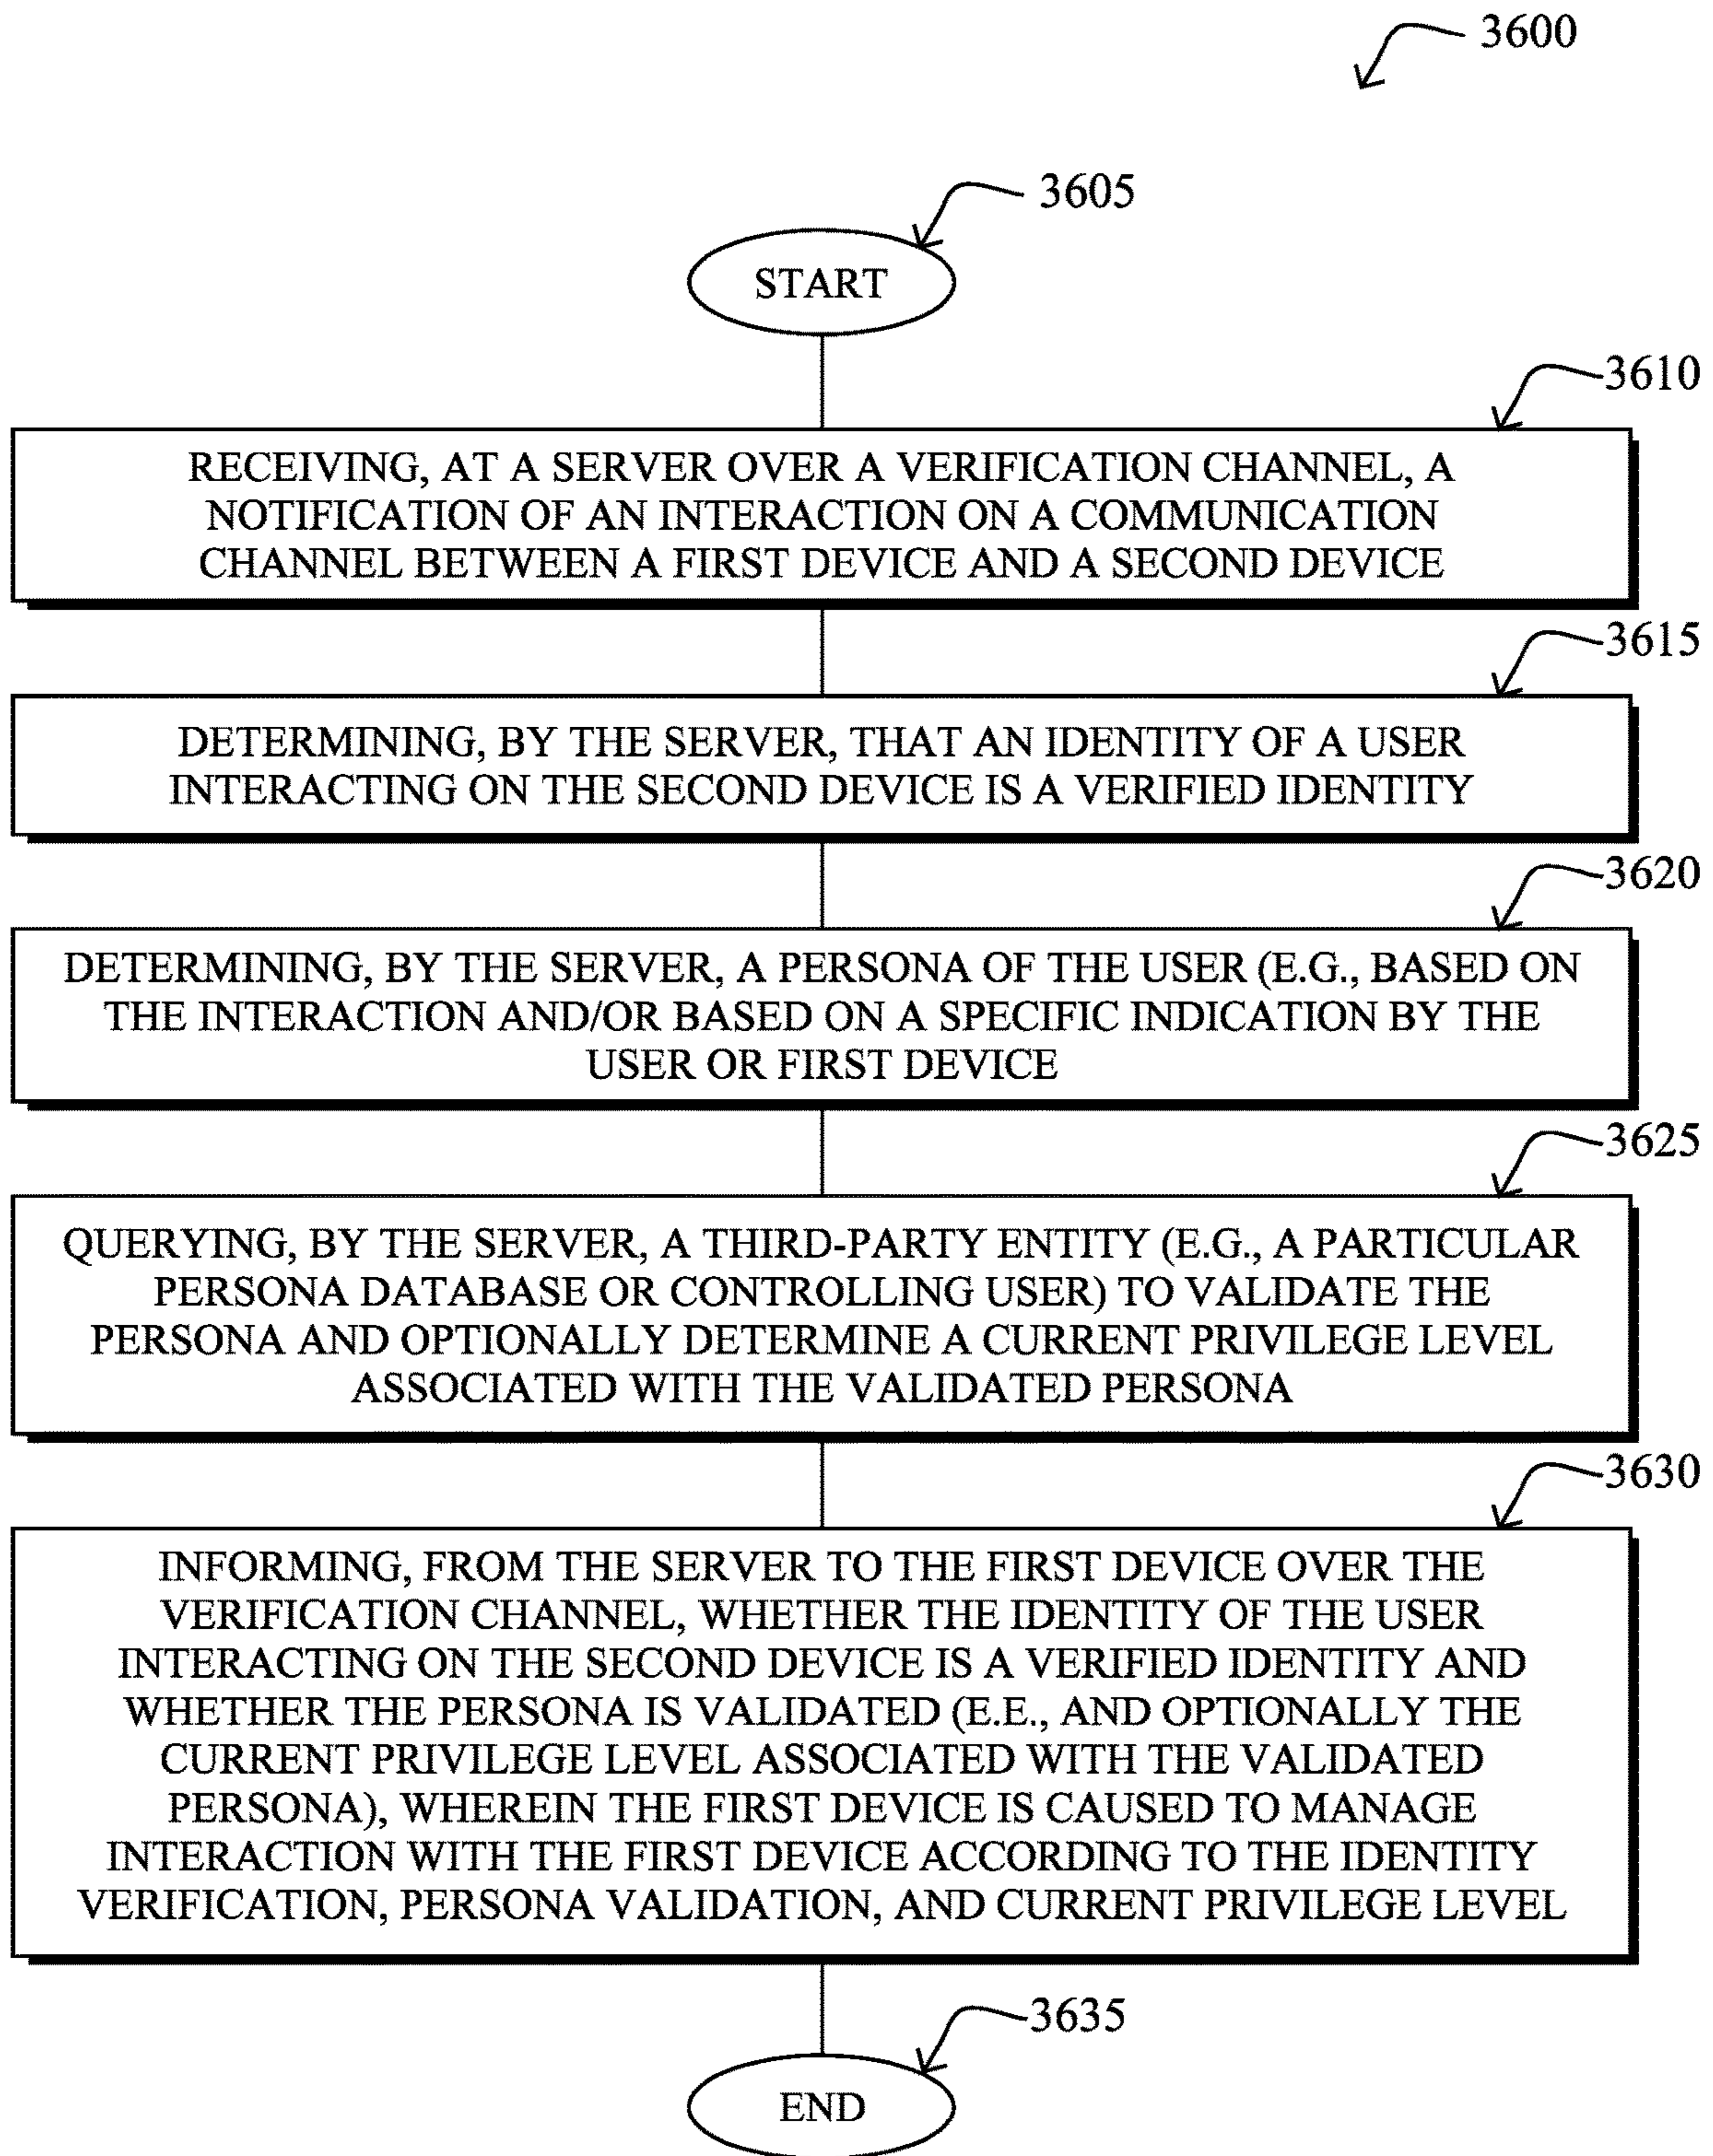 3600
3605
START
3610
RECEIVING, AT A SERVER OVER A VERIFICATION CHANNEL, A
NOTIFICATION OF AN INTERACTION ON A COMMUNICATION
CHANNEL BETWEEN A FIRST DEVICE AND A SECOND DEVICE
3615
DETERMINING, BY THE SERVER, THAT AN IDENTITY OF A USER
INTERACTING ON THE SECOND DEVICE IS A VERIFIED IDENTITY
3620
DETERMINING, BY THE SERVER, A PERSONA OF THE USER (E.G., BASED ON
THE INTERACTION AND/OR BASED ON A SPECIFIC INDICATION BY THE
USER OR FIRST DEVICE
3625
QUERYING, BY THE SERVER, A THIRD-PARTY ENTITY (E.G., A PARTICULAR
PERSONA DATABASE OR CONTROLLING USER) TO VALIDATE THE
PERSONA AND OPTIONALLY DETERMINE A CURRENT PRIVILEGE LEVEL
ASSOCIATED WITH THE VALIDATED PERSONA
3630
INFORMING, FROM THE SERVER TO THE FIRST DEVICE OVER THE
VERIFICATION CHANNEL, WHETHER THE IDENTITY OF THE USER
INTERACTING ON THE SECOND DEVICE IS A VERIFIED IDENTITY AND
WHETHER THE PERSONA IS VALIDATED (E.E., AND OPTIONALLY THE
CURRENT PRIVILEGE LEVEL ASSOCIATED WITH THE VALIDATED
PERSONA), WHEREIN THE FIRST DEVICE IS CAUSED TO MANAGE
INTERACTION WITH THE FIRST DEVICE ACCORDING TO THE IDENTITY
VERIFICATION, PERSONA VALIDATION, AND CURRENT PRIVILEGE LEVEL
3635
END